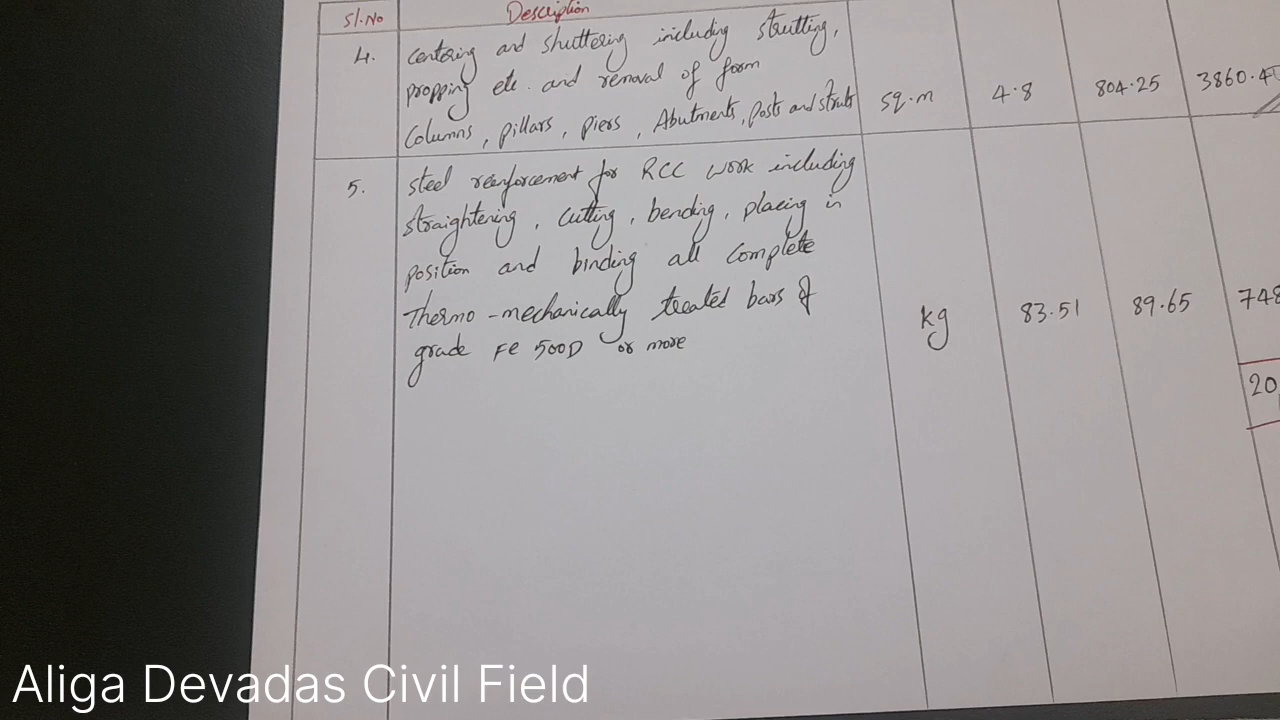 Sl.No
Description
4.
Centering and shuttering including strutting,
propping etc. and removal of form
Columns, pillars, piers, Abutments, posts and struts
sq.m
4.8
804.25
3860.4
5.
steel reinforcement for RCC work including
straightening, cutting, bending, placing in
position and binding all complete
Thermo-mechanically treated bars of
grade Fe 500D or more
kg
83.51
89.65
748
20
Aliga Devadas Civil Field